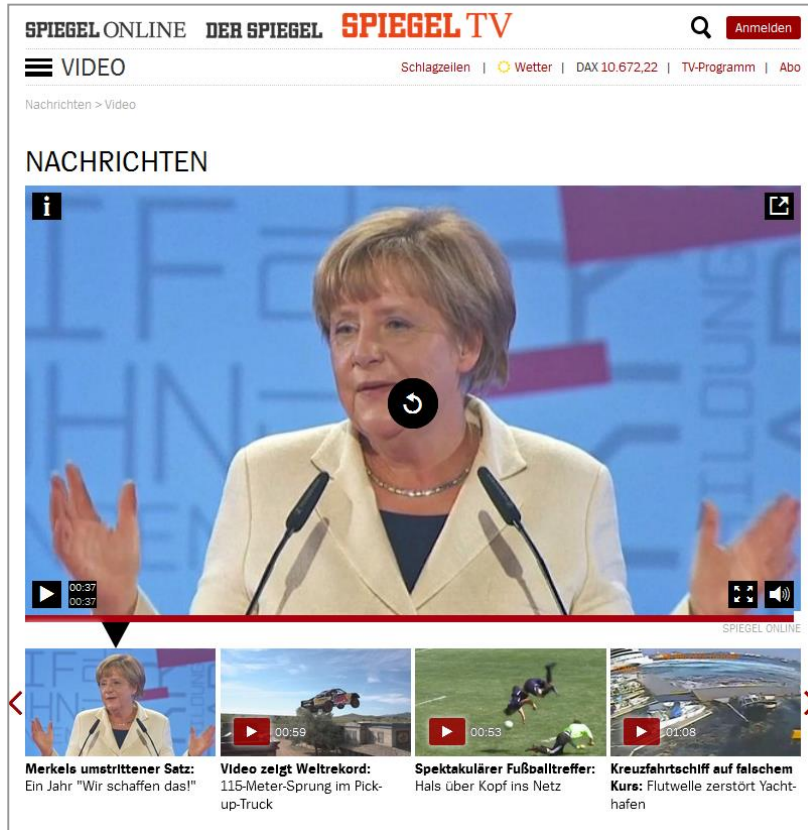 SPIEGEL ONLINE DER SPIEGEL SPIEGEL TV Anmelden
VIDEO Schlagzeilen | Wetter | DAX 10.672,22 | TV-Programm | Abo
Nachrichten > Video
NACHRICHTEN
i
BILDUNG
00:37
00:37
SPIEGEL ONLINE
00:59 00:53 01:08
Merkels umstrittener Satz:
Ein Jahr "Wir schaffen das!"
Video zeigt Weltrekord:
115-Meter-Sprung im Pick-
up-Truck
Spektakulärer Fußballtreffer:
Hals über Kopf ins Netz
Kreuzfahrtschiff auf falschem
Kurs: Flutwelle zerstört Yacht-
hafen